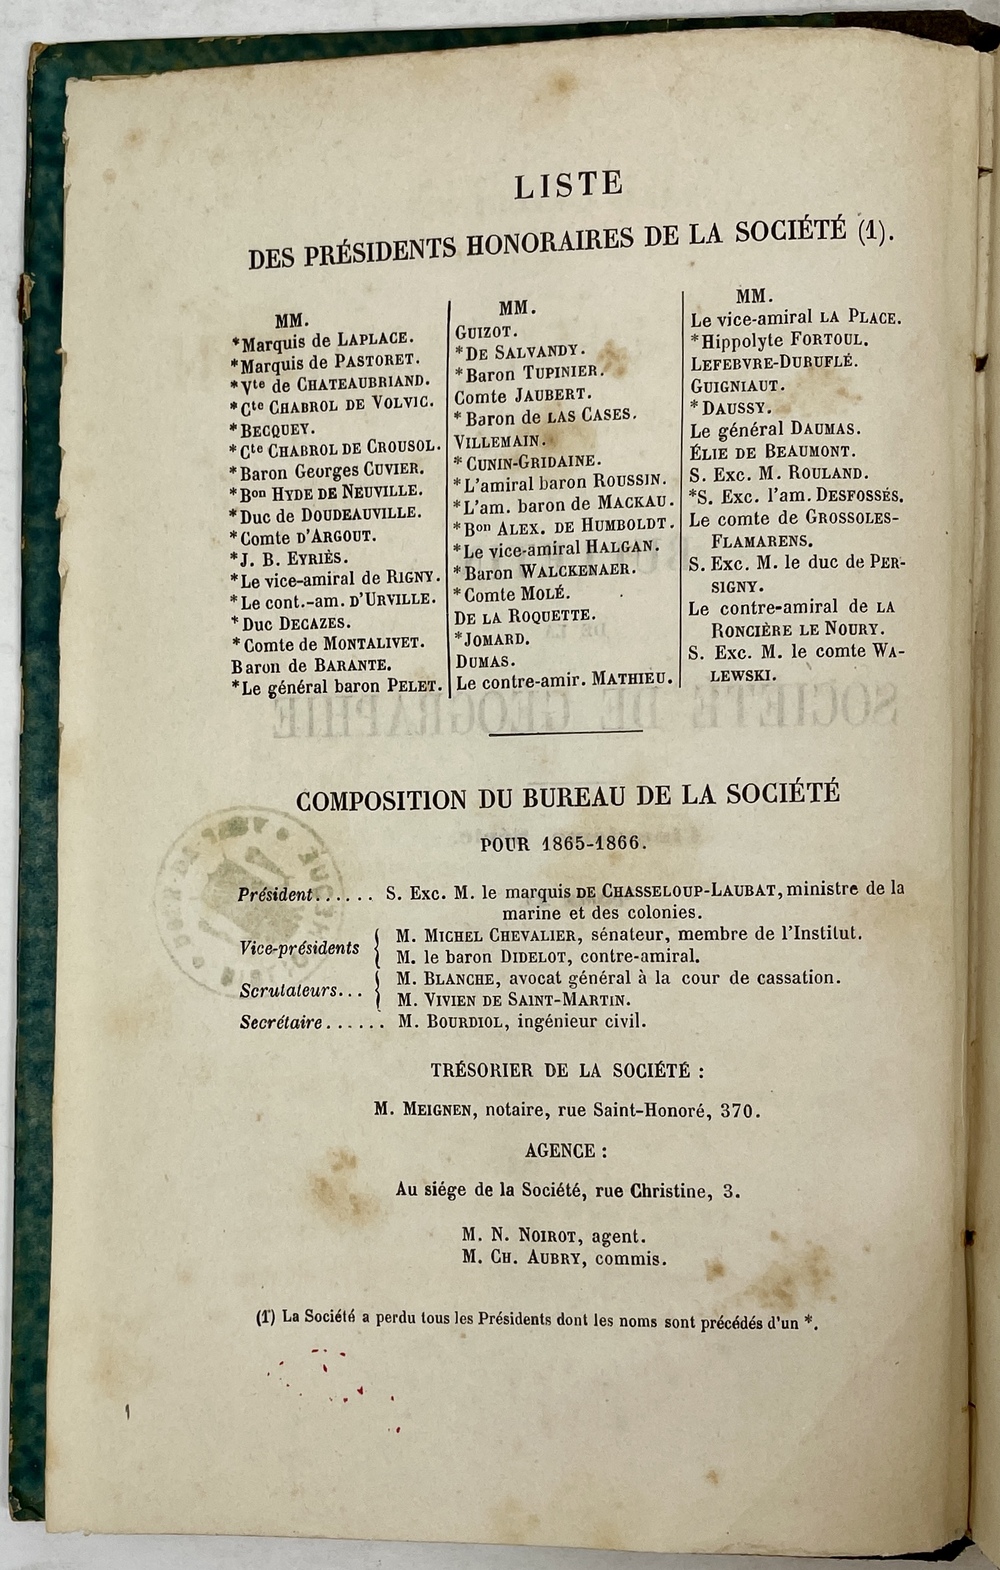 LISTE
DES PRÉSIDENTS HONORAIRES DE LA SOCIÉTÉ (1).
MM.
*Marquis de LAPLACE.
*Marquis de PASTORET.
*Vte de CHATEAUBRIAND.
*Cte CHABROL DE VOLVIC.
*BECQUEY.
*Cte CHABROL DE CROUSOL.
*Baron Georges CUVIER.
*Bon HYDE DE NEUVILLE.
*Duc de DOUDEAUVILLE.
*Comte D'ARGOUT.
*J. B. EYRIÈS.
*Le vice-amiral de RIGNY.
*Le cont.-am. D'URVILLE.
*Duc DECAZES.
*Comte de MONTALIVET.
Baron de BARANTE.
*Le général baron PELET.
MM.
GUIZOT.
*DE SALVANDY.
*Baron TUPINIER.
Comte JAUBERT.
*Baron de LAS CASES.
VILLEMAIN.
*CUNIN-GRIDAINE.
*L'amiral baron ROUSSIN.
*L'am. baron de MACKAU.
*Bon ALEX. DE HUMBOLDT.
*Le vice-amiral HALGAN.
*Baron WALCKENAER.
*Comte MOLÉ.
DE LA ROQUETTE.
*JOMARD.
DUMAS.
Le contre-amir. MATHIEU.
MM.
Le vice-amiral LA PLACE.
*Hippolyte FORTOUL.
LEFEBVRE-DURUFLÉ.
GUIGNIAUT.
*DAUSSY.
Le général DAUMAS.
ÉLIE DE BEAUMONT.
S. Exc. M. ROULAND.
*S. Exc. l'am. DESFOSSÉS.
Le comte de GROSSOLES-
FLAMARENS.
S. Exc. M. le duc de PER-
SIGNY.
Le contre-amiral de LA
RONCIÈRE LE NOURY.
S. Exc. M. le comte WA-
LEWSKI.
COMPOSITION DU BUREAU DE LA SOCIÉTÉ
POUR 1865-1866.
Président...... S. Exc. M. le marquis DE CHASSELOUP-LAUBAT, ministre de la
marine et des colonies.
Vice-présidents { M. MICHEL CHEVALIER, sénateur, membre de l'Institut.
M. le baron DIDELOT, contre-amiral.
Scrutateurs... { M. BLANCHE, avocat général à la cour de cassation.
M. VIVIEN DE SAINT-MARTIN.
Secrétaire...... M. BOURDIOL, ingénieur civil.
TRÉSORIER DE LA SOCIÉTÉ :
M. MEIGNEN, notaire, rue Saint-Honoré, 370.
AGENCE :
Au siége de la Société, rue Christine, 3.
M. N. NOIROT, agent.
M. CH. AUBRY, commis.
(1) La Société a perdu tous les Présidents dont les noms sont précédés d'un *.